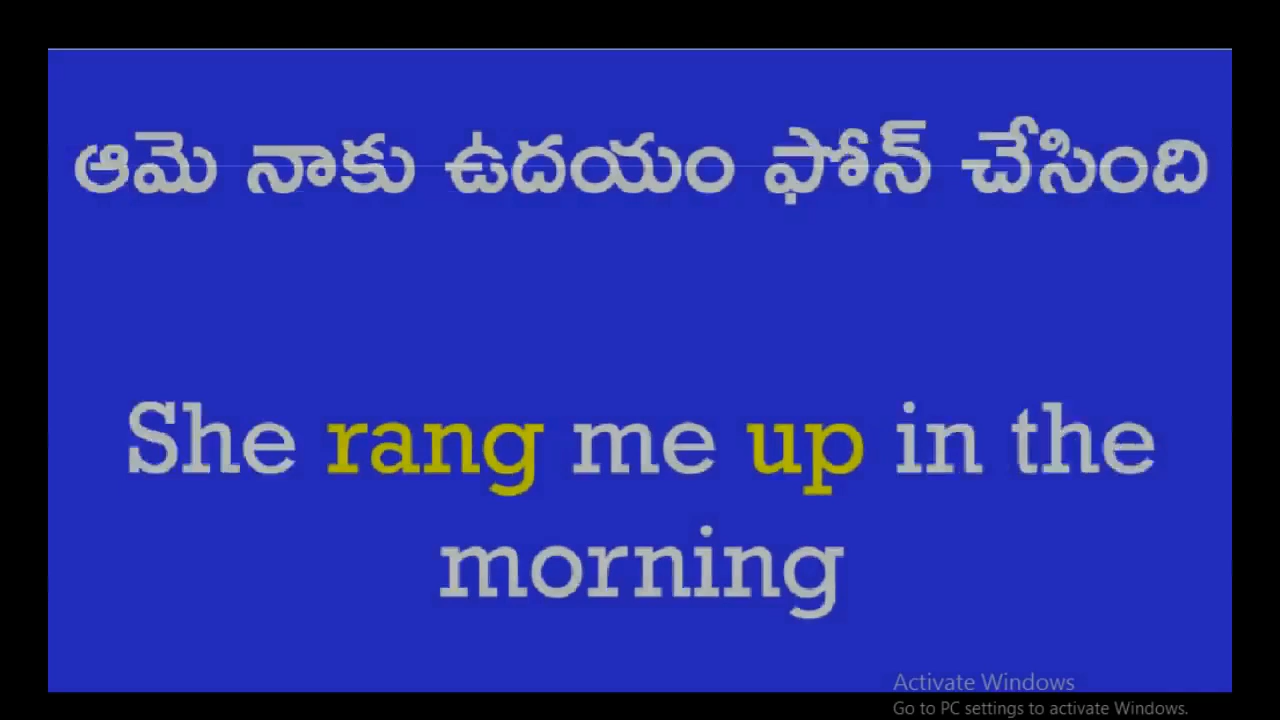 ఆమె నాకు ఉదయం ఫోన్ చేసింది
She rang me up in the
morning
Activate Windows
Go to PC settings to activate Windows.